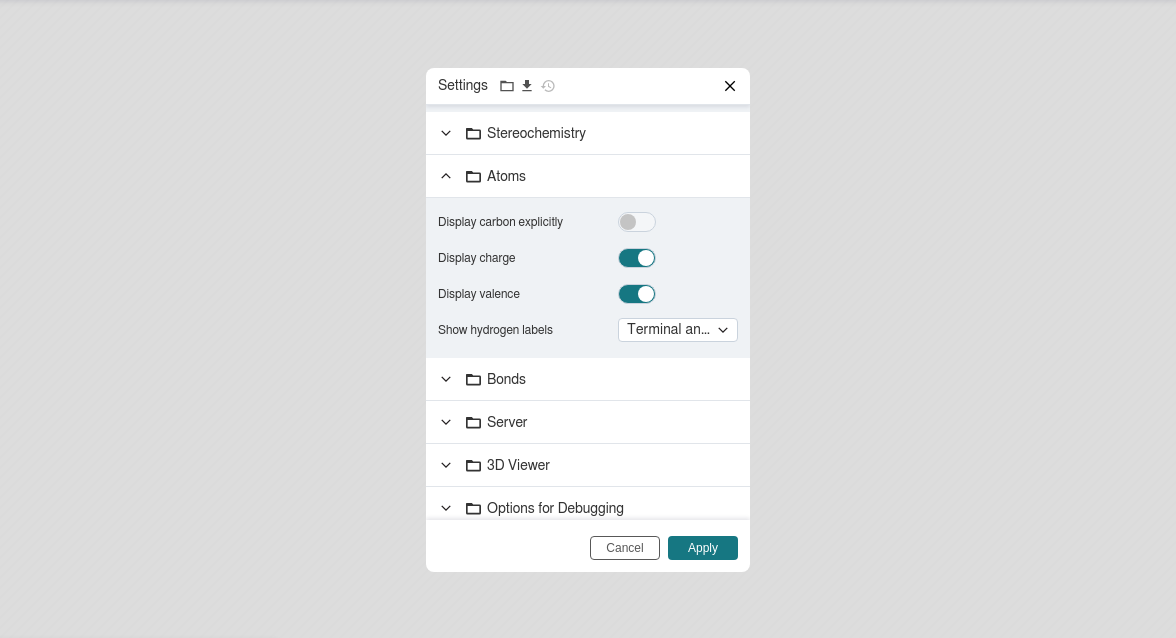 Settings
Stereochemistry
Atoms
Display carbon explicitly
Display charge
Display valence
Show hydrogen labels Terminal an...
Bonds
Server
3D Viewer
Options for Debugging
Cancel Apply